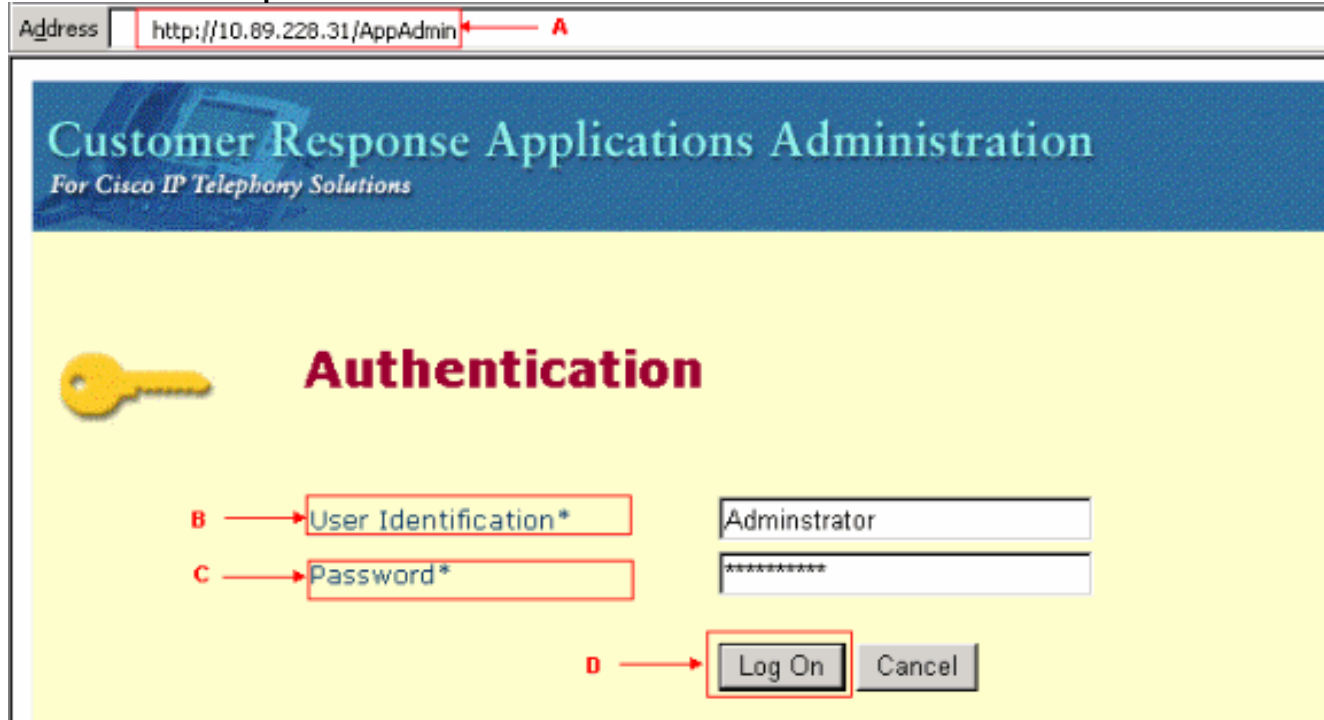 Address http://10.89.228.31/AppAdmin A
Customer Response Applications Administration
For Cisco IP Telephony Solutions
Authentication
B User Identification* Adminstrator
C Password* **********
D Log On Cancel